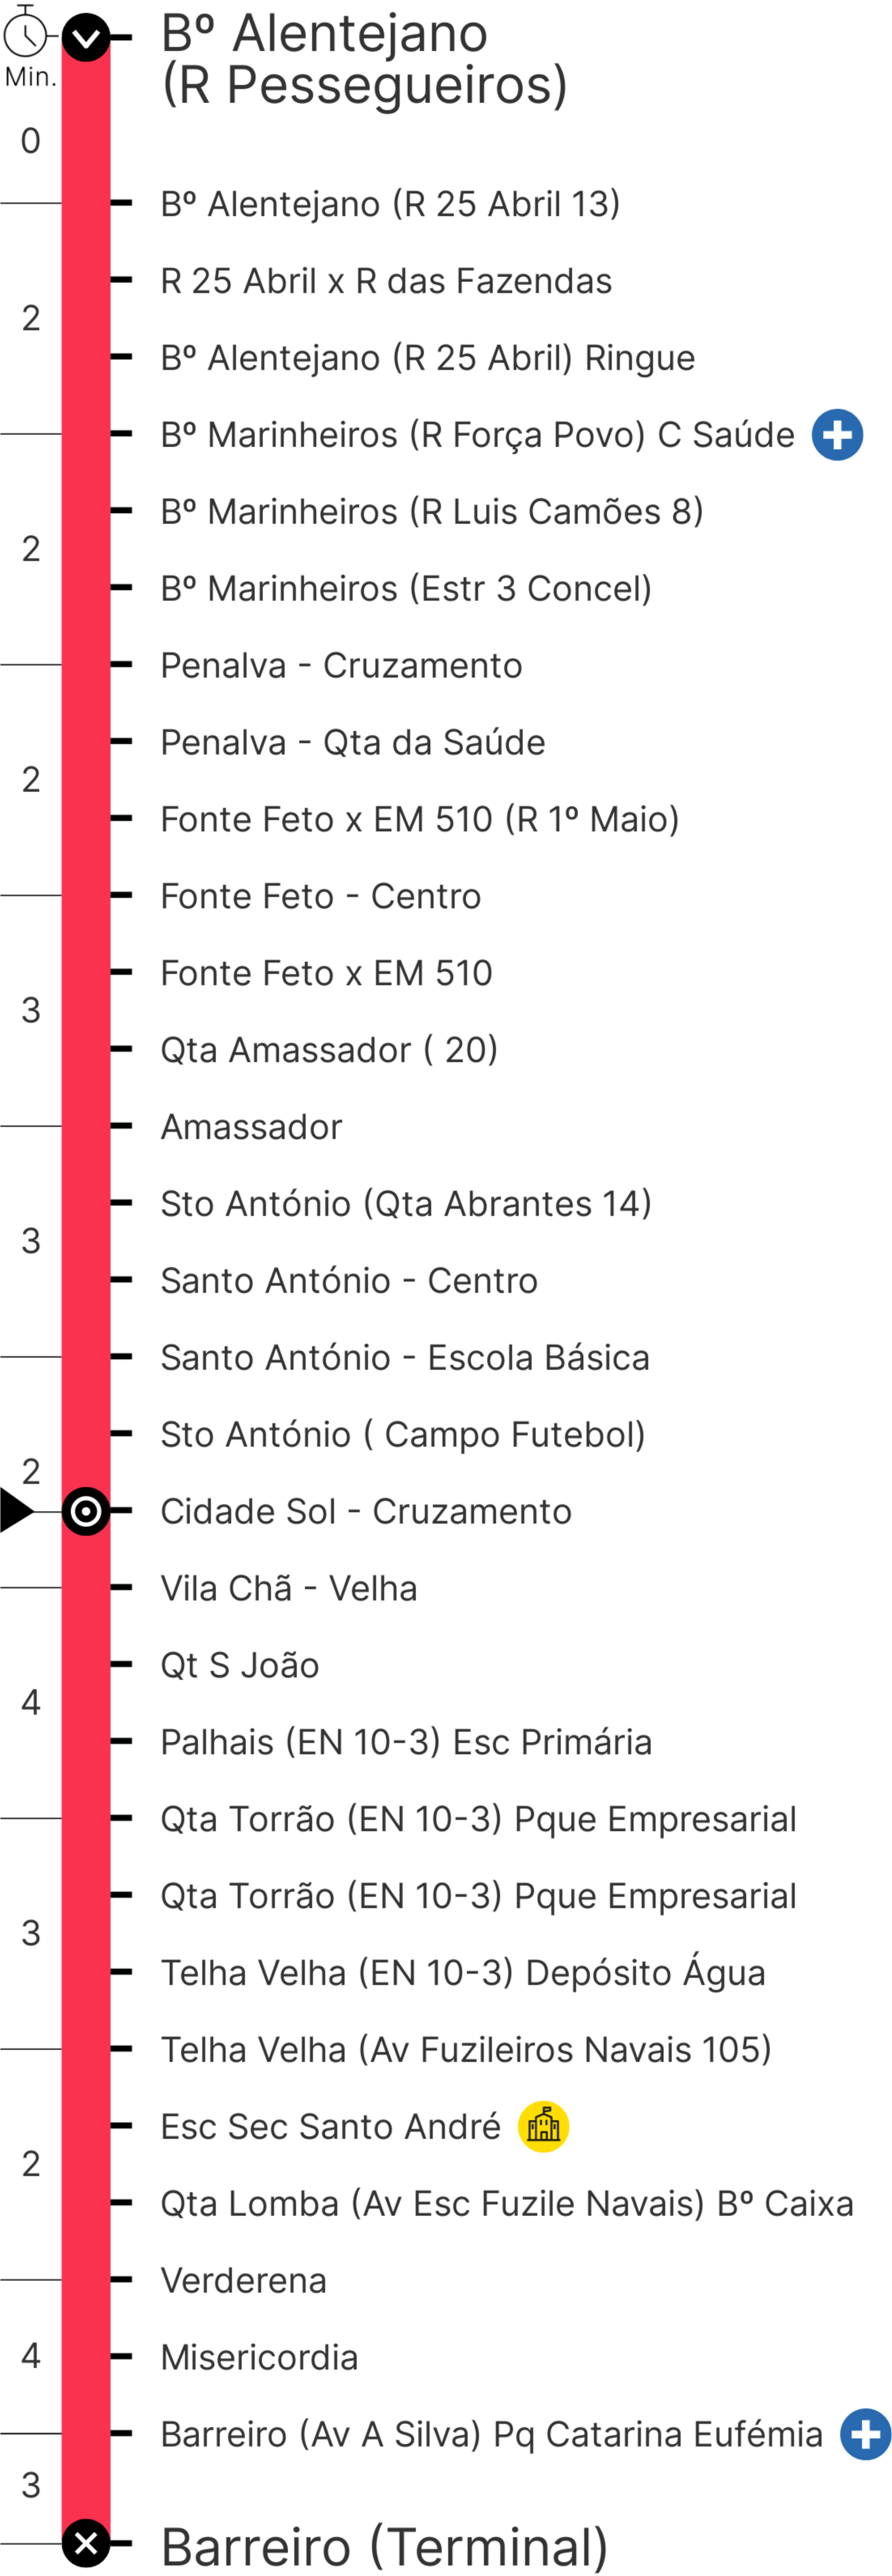 Bº Alentejano
(R Pessegueiros)
Min.
0
Bº Alentejano (R 25 Abril 13)
R 25 Abril x R das Fazendas
2
Bº Alentejano (R 25 Abril) Ringue
Bº Marinheiros (R Força Povo) C Saúde
Bº Marinheiros (R Luis Camões 8)
2
Bº Marinheiros (Estr 3 Concel)
Penalva - Cruzamento
Penalva - Qta da Saúde
2
Fonte Feto x EM 510 (R 1º Maio)
Fonte Feto - Centro
Fonte Feto x EM 510
3
Qta Amassador ( 20)
Amassador
Sto António (Qta Abrantes 14)
3
Santo António - Centro
Santo António - Escola Básica
Sto António ( Campo Futebol)
2
Cidade Sol - Cruzamento
Vila Chã - Velha
Qt S João
4
Palhais (EN 10-3) Esc Primária
Qta Torrão (EN 10-3) Pque Empresarial
Qta Torrão (EN 10-3) Pque Empresarial
3
Telha Velha (EN 10-3) Depósito Água
Telha Velha (Av Fuzileiros Navais 105)
Esc Sec Santo André
2
Qta Lomba (Av Esc Fuzile Navais) Bº Caixa
Verderena
4
Misericordia
Barreiro (Av A Silva) Pq Catarina Eufémia
3
Barreiro (Terminal)